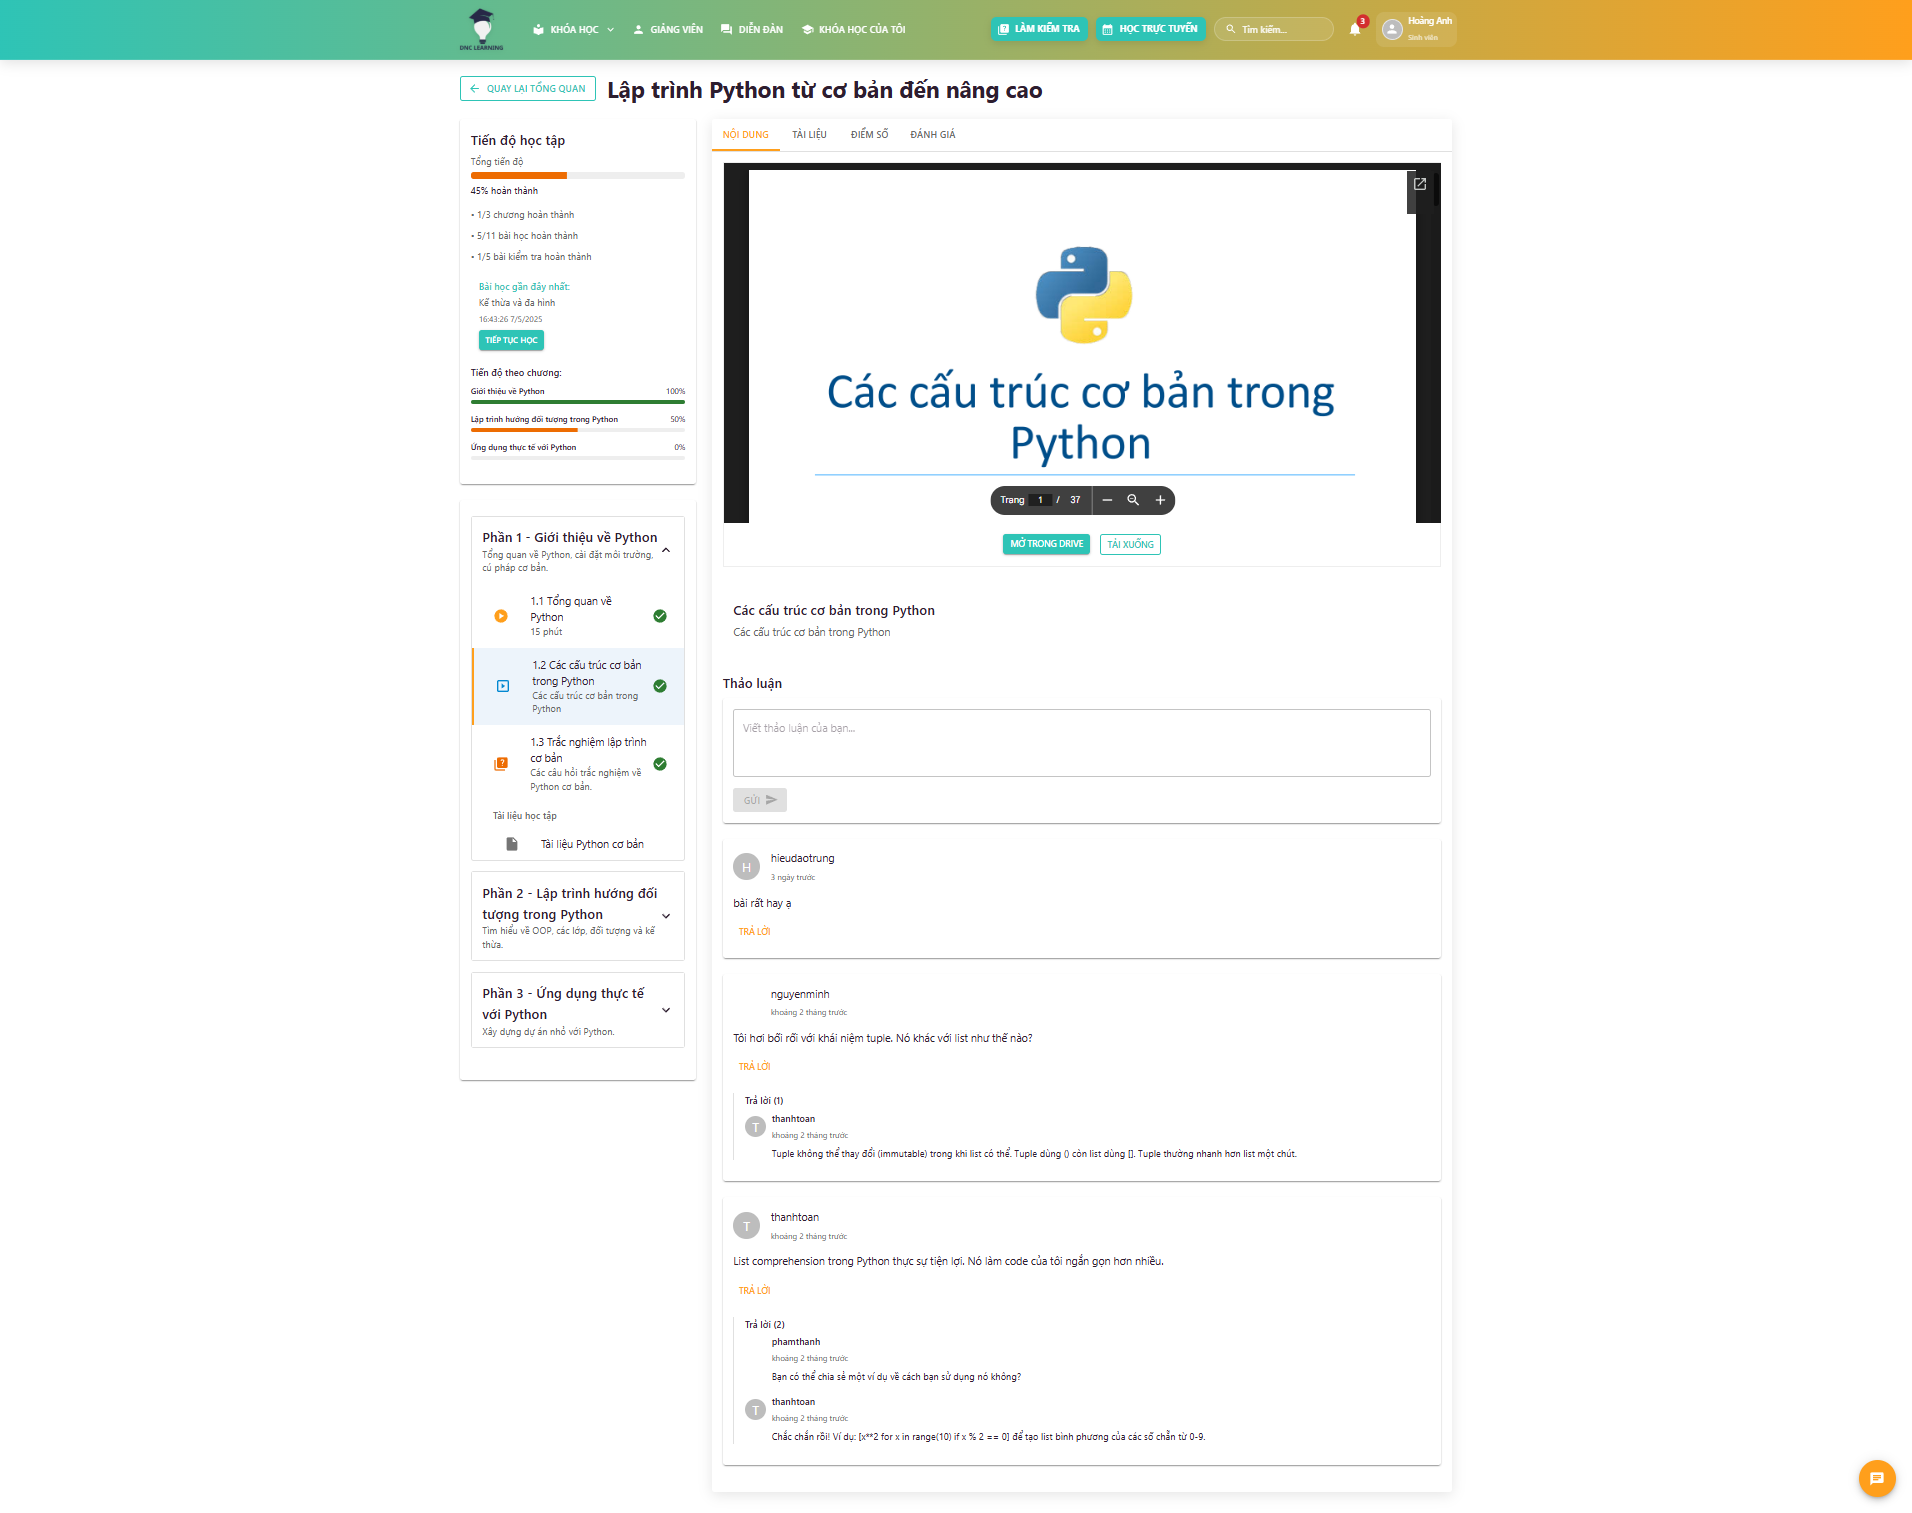 DNC LEARNING
KHÓA HỌC
GIẢNG VIÊN
DIỄN ĐÀN
KHÓA HỌC CỦA TÔI
LÀM KIỂM TRA
HỌC TRỰC TUYẾN
Tìm kiếm...
3
Hoàng Anh
Sinh viên
QUAY LẠI TỔNG QUAN
Lập trình Python từ cơ bản đến nâng cao
Tiến độ học tập
Tổng tiến độ
45% hoàn thành
• 1/3 chương hoàn thành
• 5/11 bài học hoàn thành
• 1/5 bài kiểm tra hoàn thành
Bài học gần đây nhất:
Kế thừa và đa hình
16:43:26 7/5/2025
TIẾP TỤC HỌC
Tiến độ theo chương:
Giới thiệu về Python 100%
Lập trình hướng đối tượng trong Python 50%
Ứng dụng thực tế với Python 0%
Phần 1 - Giới thiệu về Python
Tổng quan về Python, cài đặt môi trường,
cú pháp cơ bản.
1.1 Tổng quan về
Python
15 phút
1.2 Các cấu trúc cơ bản
trong Python
Các cấu trúc cơ bản trong
Python
1.3 Trắc nghiệm lập trình
cơ bản
Các câu hỏi trắc nghiệm về
Python cơ bản.
Tài liệu học tập
Tài liệu Python cơ bản
Phần 2 - Lập trình hướng đối
tượng trong Python
Tìm hiểu về OOP, các lớp, đối tượng và kế
thừa.
Phần 3 - Ứng dụng thực tế
với Python
Xây dựng dự án nhỏ với Python.
NỘI DUNG
TÀI LIỆU
ĐIỂM SỐ
ĐÁNH GIÁ
Các cấu trúc cơ bản trong
Python
Trang 1 / 37
MỞ TRONG DRIVE
TẢI XUỐNG
Các cấu trúc cơ bản trong Python
Các cấu trúc cơ bản trong Python
Thảo luận
Viết thảo luận của bạn...
GỬI
H
hieudaotrung
3 ngày trước
bài rất hay ạ
TRẢ LỜI
nguyenminh
khoảng 2 tháng trước
Tôi hơi bối rối với khái niệm tuple. Nó khác với list như thế nào?
TRẢ LỜI
Trả lời (1)
T
thanhtoan
khoảng 2 tháng trước
Tuple không thể thay đổi (immutable) trong khi list có thể. Tuple dùng () còn list dùng []. Tuple thường nhanh hơn list một chút.
T
thanhtoan
khoảng 2 tháng trước
List comprehension trong Python thực sự tiện lợi. Nó làm code của tôi ngắn gọn hơn nhiều.
TRẢ LỜI
Trả lời (2)
phamthanh
khoảng 2 tháng trước
Bạn có thể chia sẻ một ví dụ về cách bạn sử dụng nó không?
T
thanhtoan
khoảng 2 tháng trước
Chắc chắn rồi! Ví dụ: [x**2 for x in range(10) if x % 2 == 0] để tạo list bình phương của các số chẵn từ 0-9.